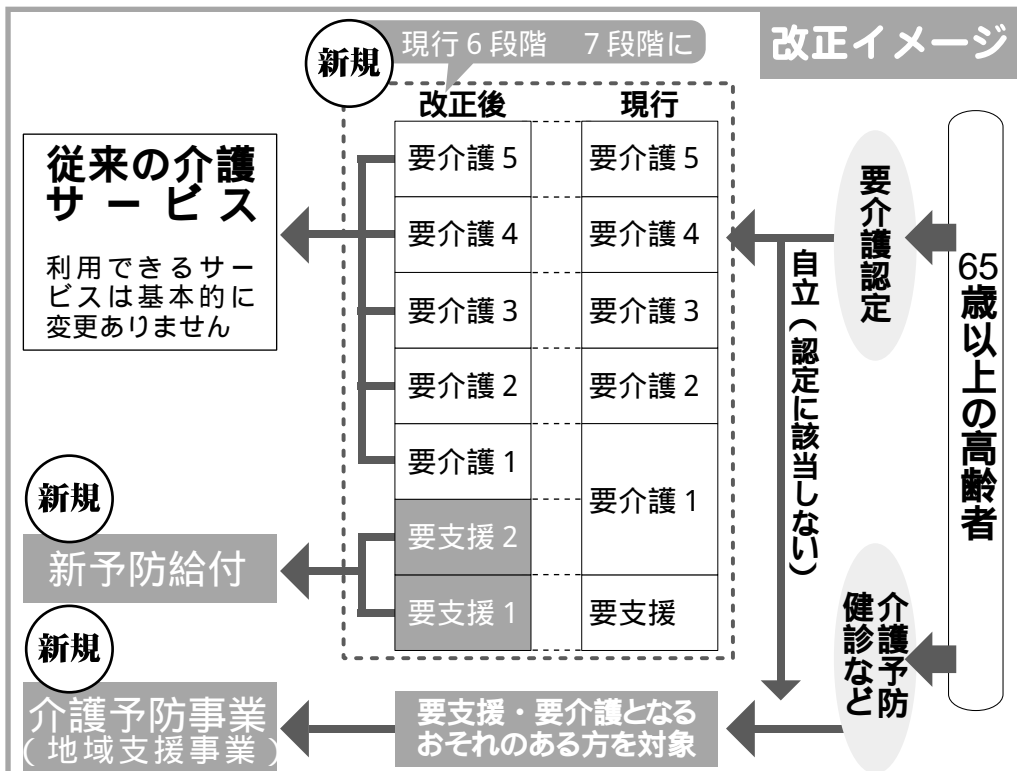 改正イメージ
新規
現行６段階　７段階に
改正後
現行
要介護５
要介護５
要介護４
要介護４
要介護３
要介護３
要介護２
要介護２
要介護１
要介護１
要支援２
要支援１
要支援
65歳以上の高齢者
要介護認定
自立（認定に該当しない）
介護予防
健診など
従来の介護
サービス
利用できるサー
ビスは基本的に
変更ありません
新規
新予防給付
新規
介護予防事業
（地域支援事業）
要支援・要介護となる
おそれのある方を対象